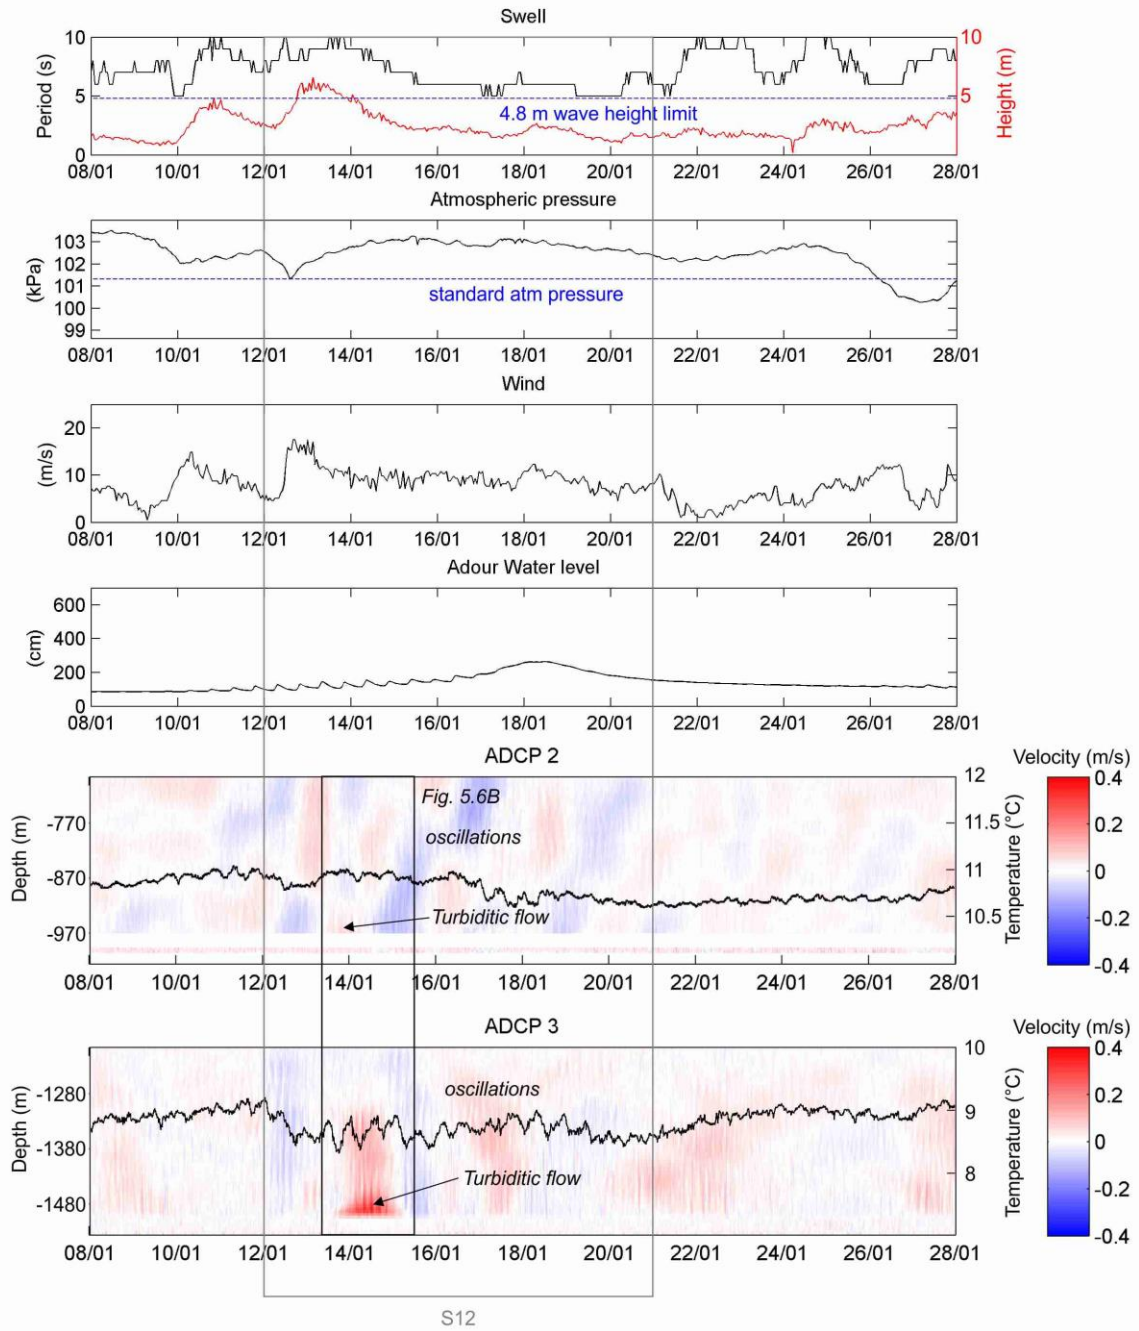 Swell
10
5
0
Period (s)
10
5
0
Height (m)
4.8 m wave height limit
08/01 10/01 12/01 14/01 16/01 18/01 20/01 22/01 24/01 26/01 28/01
Atmospheric pressure
103
102
101
100
99
(kPa)
standard atm pressure
08/01 10/01 12/01 14/01 16/01 18/01 20/01 22/01 24/01 26/01 28/01
Wind
20
10
0
(m/s)
08/01 10/01 12/01 14/01 16/01 18/01 20/01 22/01 24/01 26/01 28/01
Adour Water level
600
400
200
0
(cm)
08/01 10/01 12/01 14/01 16/01 18/01 20/01 22/01 24/01 26/01 28/01
ADCP 2
-770
-870
-970
Depth (m)
Fig. 5.6B
oscillations
Turbiditic flow
12
11.5
11
10.5
Temperature (°C)
Velocity (m/s)
0.4
0.2
0
-0.2
-0.4
08/01 10/01 12/01 14/01 16/01 18/01 20/01 22/01 24/01 26/01 28/01
ADCP 3
-1280
-1380
-1480
Depth (m)
oscillations
Turbiditic flow
10
9
8
Temperature (°C)
Velocity (m/s)
0.4
0.2
0
-0.2
-0.4
08/01 10/01 12/01 14/01 16/01 18/01 20/01 22/01 24/01 26/01 28/01
S12